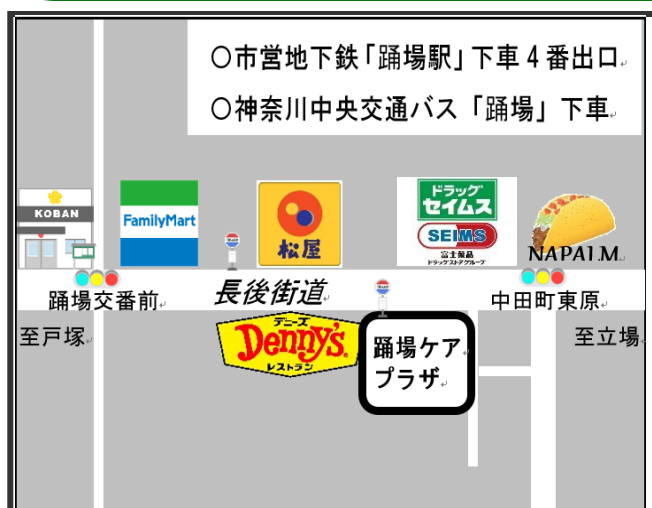 〇市営地下鉄「踊場駅」下車４番出口
〇神奈川中央交通バス「踊場」下車
KOBAN
FamilyMart
松屋
ドラッグ
セイムス
SEIMS
富士薬品
ドラッグストアグループ
NAPAI.M
踊場交番前
長後街道
中田町東原
至戸塚
デニーズ
Denny's
レストラン
踊場ケア
プラザ
至立場